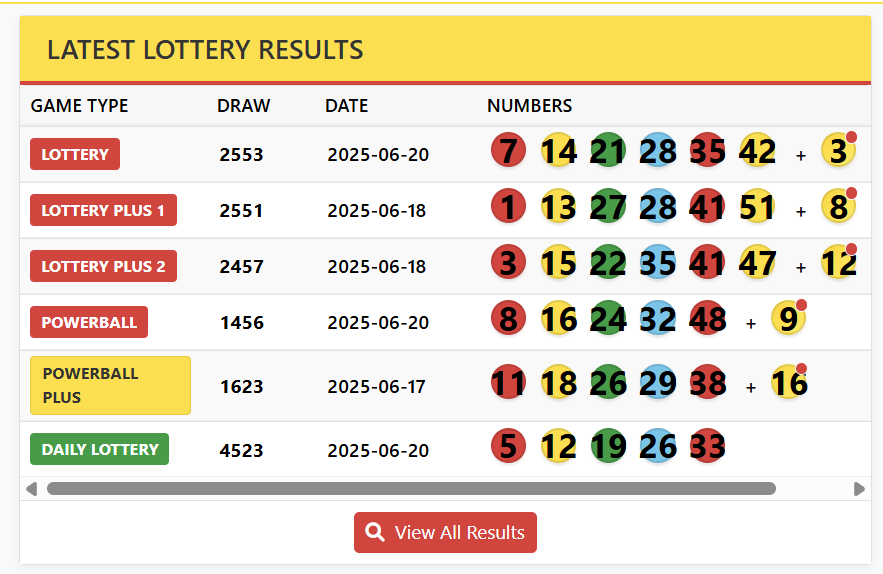 LATEST LOTTERY RESULTS
GAME TYPE DRAW DATE NUMBERS
LOTTERY 2553 2025-06-20 7 14 21 28 35 42 + 3
LOTTERY PLUS 1 2551 2025-06-18 1 13 27 28 41 51 + 8
LOTTERY PLUS 2 2457 2025-06-18 3 15 22 35 41 47 + 12
POWERBALL 1456 2025-06-20 8 16 24 32 48 + 9
POWERBALL
PLUS 1623 2025-06-17 11 18 26 29 38 + 16
DAILY LOTTERY 4523 2025-06-20 5 12 19 26 33
View All Results